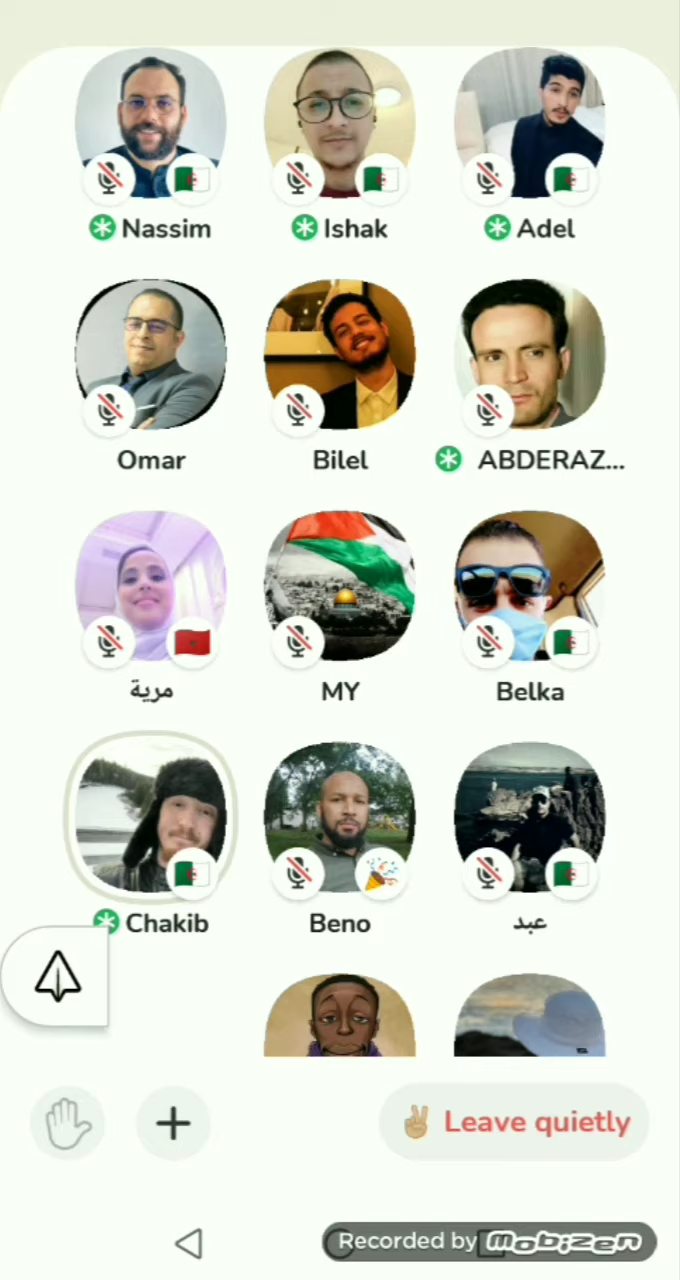 Nassim
Ishak
Adel
Omar
Bilel
ABDERAZ...
مرية
MY
Belka
Chakib
Beno
عبد
Leave quietly
Recorded by mobizen